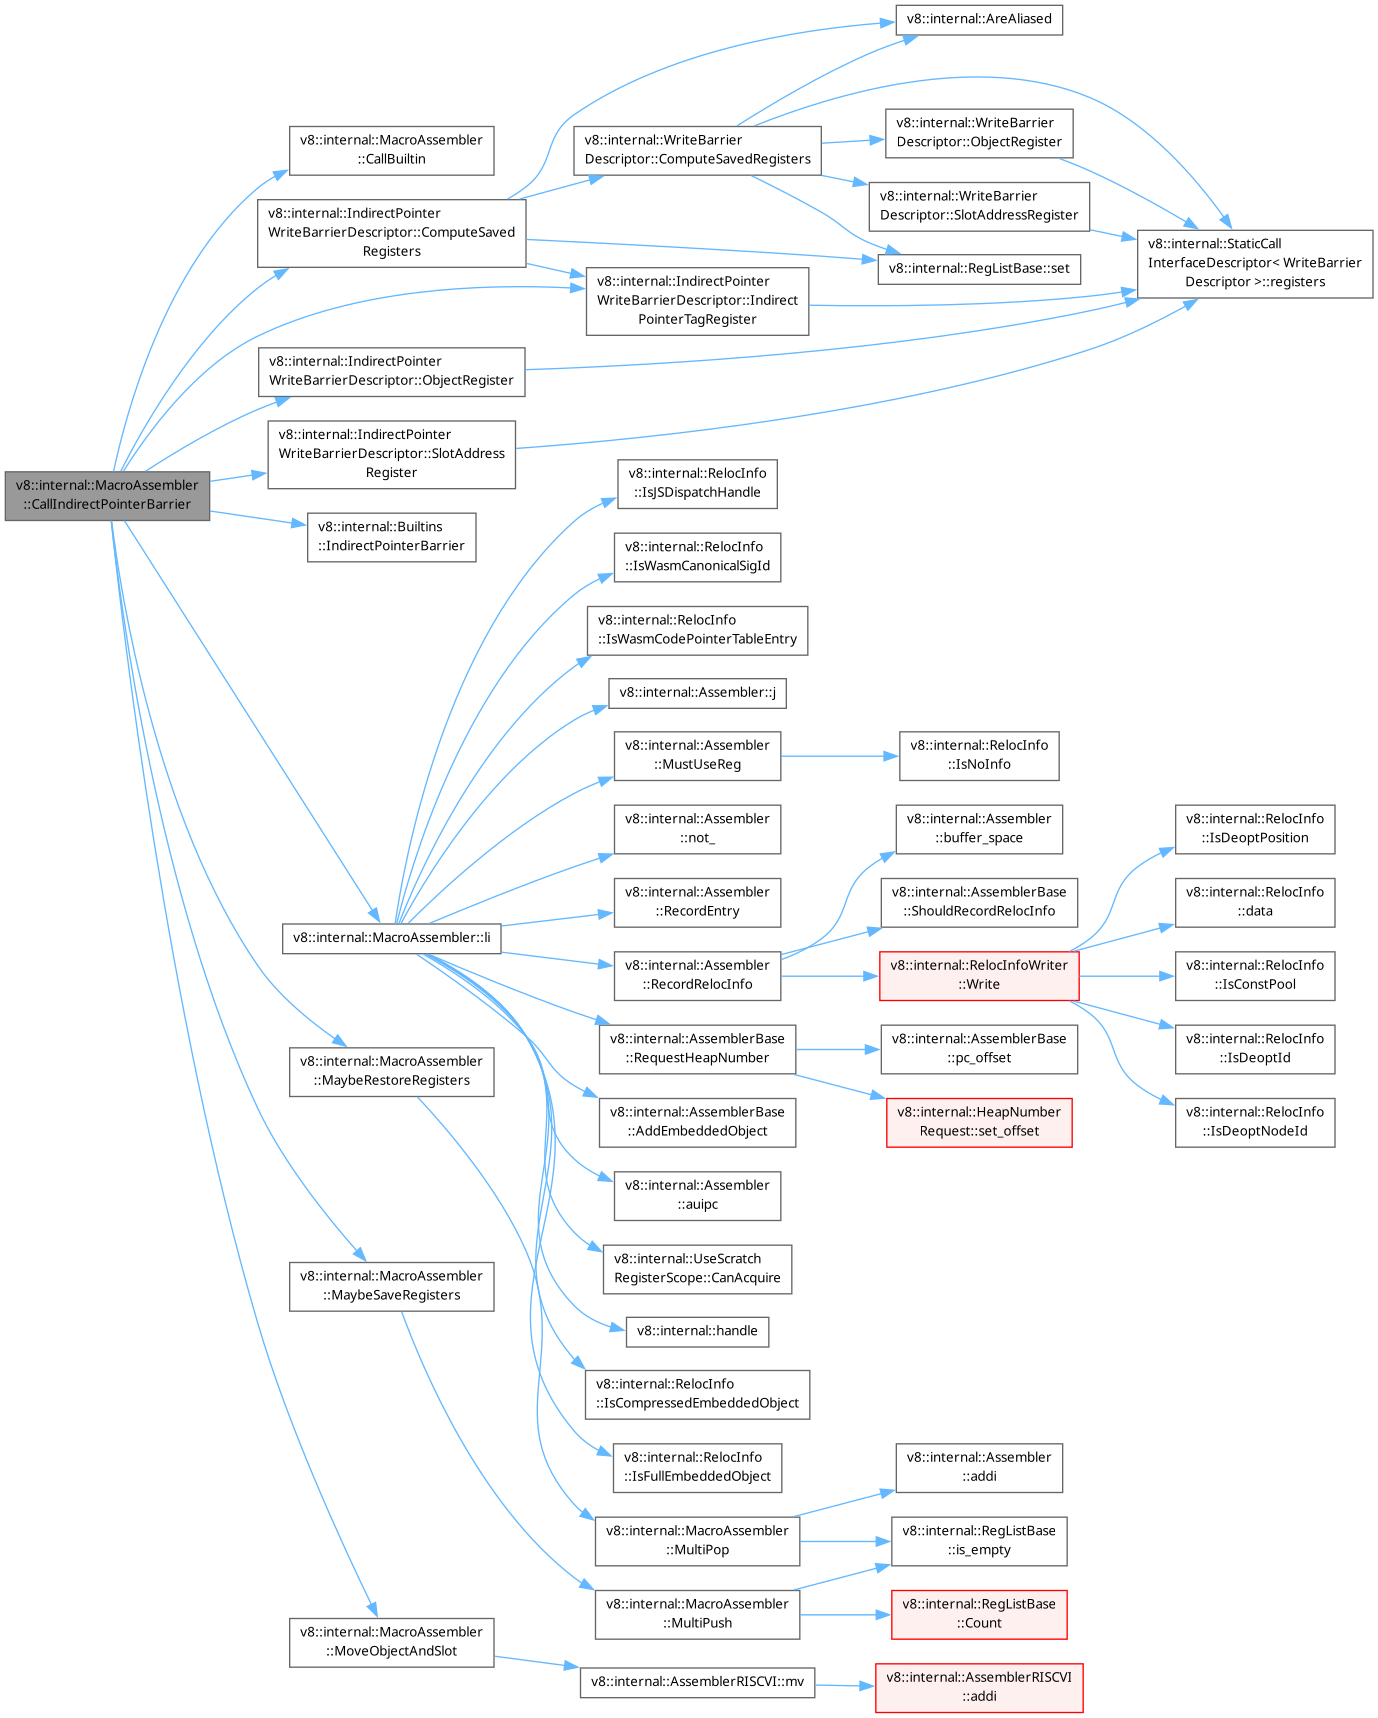 v8::internal::MacroAssembler
::CallIndirectPointerBarrier
v8::internal::MacroAssembler
::CallBuiltin
v8::internal::IndirectPointer
WriteBarrierDescriptor::ComputeSaved
Registers
v8::internal::IndirectPointer
WriteBarrierDescriptor::ObjectRegister
v8::internal::IndirectPointer
WriteBarrierDescriptor::SlotAddress
Register
v8::internal::Builtins
::IndirectPointerBarrier
v8::internal::MacroAssembler::li
v8::internal::MacroAssembler
::MaybeRestoreRegisters
v8::internal::MacroAssembler
::MaybeSaveRegisters
v8::internal::MacroAssembler
::MoveObjectAndSlot
v8::internal::WriteBarrier
Descriptor::ComputeSavedRegisters
v8::internal::IndirectPointer
WriteBarrierDescriptor::Indirect
PointerTagRegister
v8::internal::RelocInfo
::IsJSDispatchHandle
v8::internal::RelocInfo
::IsWasmCanonicalSigId
v8::internal::RelocInfo
::IsWasmCodePointerTableEntry
v8::internal::Assembler::j
v8::internal::Assembler
::MustUseReg
v8::internal::Assembler
::not_
v8::internal::Assembler
::RecordEntry
v8::internal::Assembler
::RecordRelocInfo
v8::internal::AssemblerBase
::RequestHeapNumber
v8::internal::AssemblerBase
::AddEmbeddedObject
v8::internal::Assembler
::auipc
v8::internal::UseScratch
RegisterScope::CanAcquire
v8::internal::handle
v8::internal::RelocInfo
::IsCompressedEmbeddedObject
v8::internal::RelocInfo
::IsFullEmbeddedObject
v8::internal::MacroAssembler
::MultiPop
v8::internal::MacroAssembler
::MultiPush
v8::internal::AssemblerRISCVI::mv
v8::internal::AreAliased
v8::internal::WriteBarrier
Descriptor::ObjectRegister
v8::internal::WriteBarrier
Descriptor::SlotAddressRegister
v8::internal::RegListBase::set
v8::internal::RelocInfo
::IsNoInfo
v8::internal::Assembler
::buffer_space
v8::internal::AssemblerBase
::ShouldRecordRelocInfo
v8::internal::RelocInfoWriter
::Write
v8::internal::AssemblerBase
::pc_offset
v8::internal::HeapNumber
Request::set_offset
v8::internal::Assembler
::addi
v8::internal::RegListBase
::is_empty
v8::internal::RegListBase
::Count
v8::internal::AssemblerRISCVI
::addi
v8::internal::StaticCall
InterfaceDescriptor< WriteBarrier
Descriptor >::registers
v8::internal::RelocInfo
::IsDeoptPosition
v8::internal::RelocInfo
::data
v8::internal::RelocInfo
::IsConstPool
v8::internal::RelocInfo
::IsDeoptId
v8::internal::RelocInfo
::IsDeoptNodeId